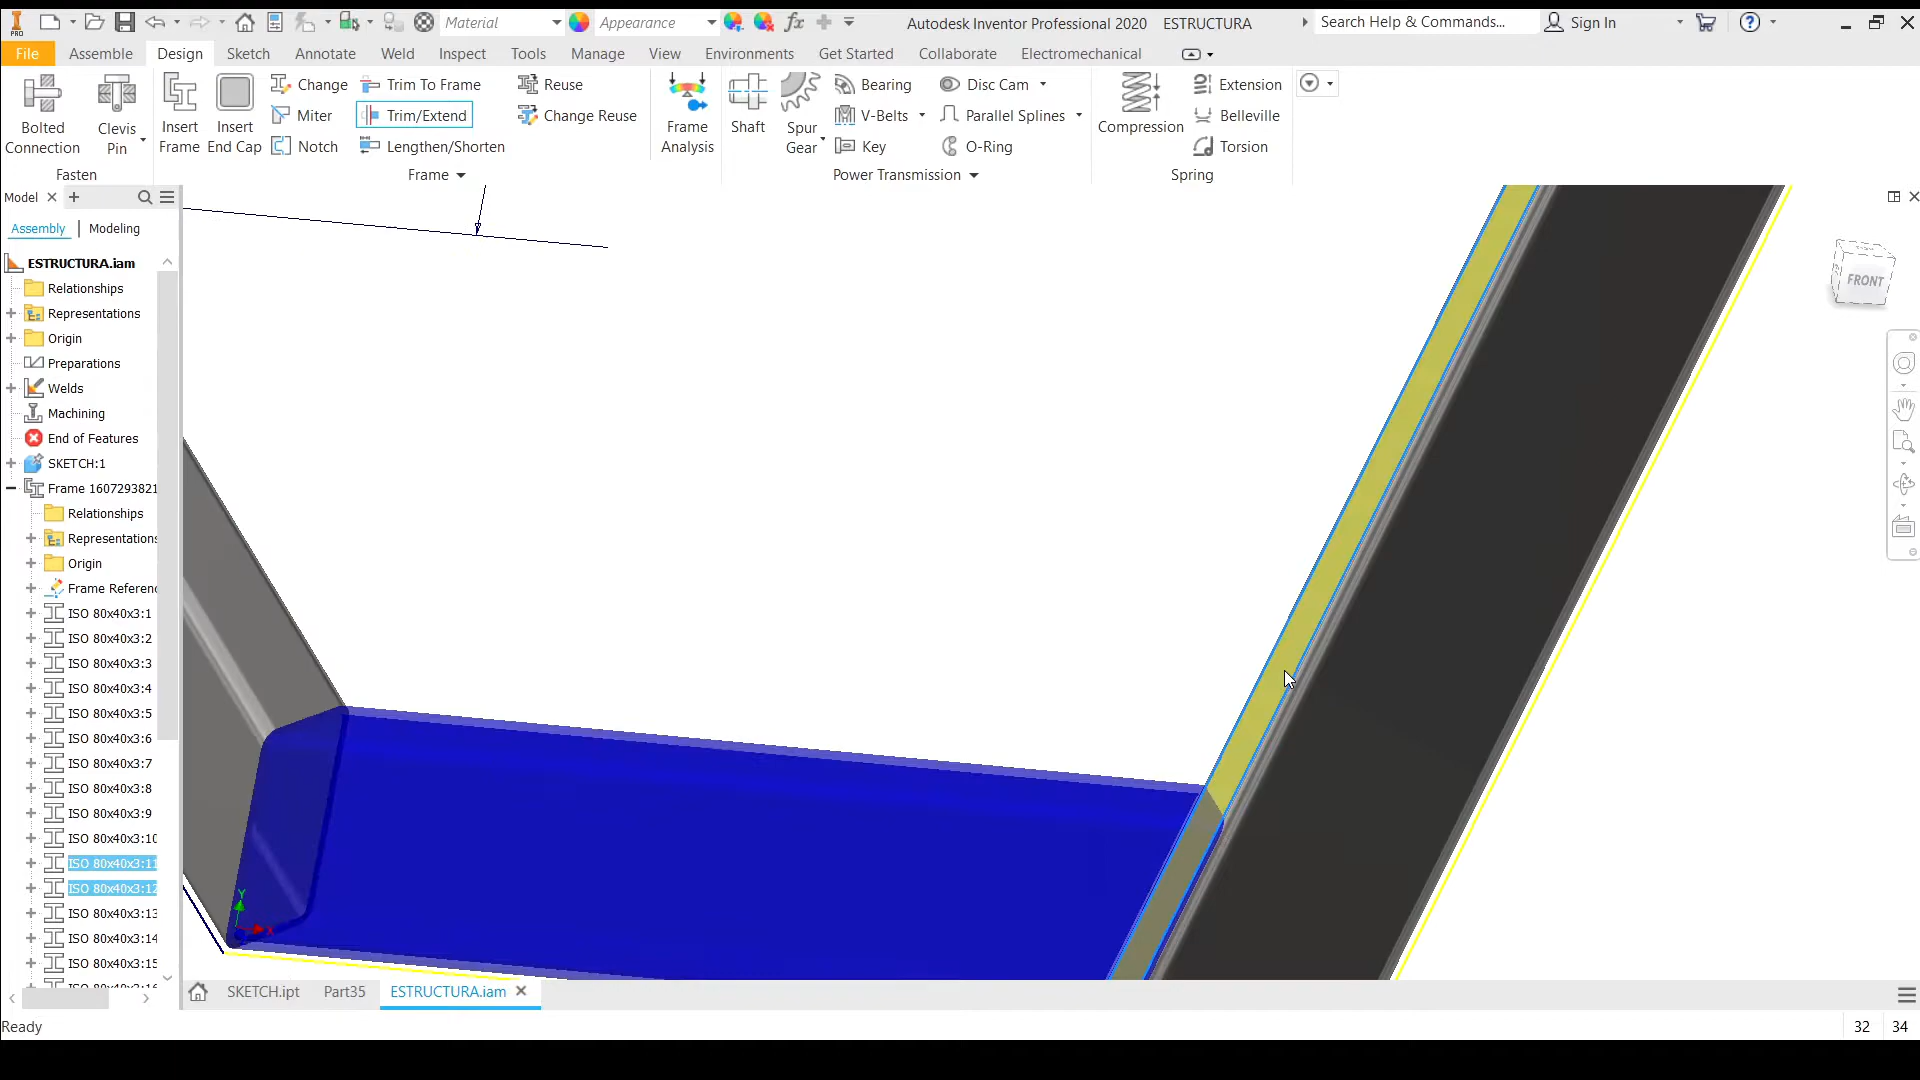 PRO Material Appearance fx Autodesk Inventor Professional 2020 ESTRUCTURA Search Help & Commands... Sign In
File Assemble Design Sketch Annotate Weld Inspect Tools Manage View Environments Get Started Collaborate Electromechanical
Bolted Connection
Clevis Pin
Fasten
Insert Frame
Insert End Cap
Change
Miter
Notch
Trim To Frame
Trim/Extend
Lengthen/Shorten
Reuse
Change Reuse
Frame
Frame Analysis
Shaft
Spur Gear
Bearing
V-Belts
Key
Disc Cam
Parallel Splines
O-Ring
Power Transmission
Compression
Extension
Belleville
Torsion
Spring
Model
Assembly | Modeling
ESTRUCTURA.iam
Relationships
Representations
Origin
Preparations
Welds
Machining
End of Features
SKETCH:1
Frame 1607293821
Relationships
Representations
Origin
Frame Referenc
ISO 80x40x3:1
ISO 80x40x3:2
ISO 80x40x3:3
ISO 80x40x3:4
ISO 80x40x3:5
ISO 80x40x3:6
ISO 80x40x3:7
ISO 80x40x3:8
ISO 80x40x3:9
ISO 80x40x3:10
ISO 80x40x3:11
ISO 80x40x3:12
ISO 80x40x3:13
ISO 80x40x3:14
ISO 80x40x3:15
FRONT
Y
X
SKETCH.ipt Part35 ESTRUCTURA.iam
Ready 32 34